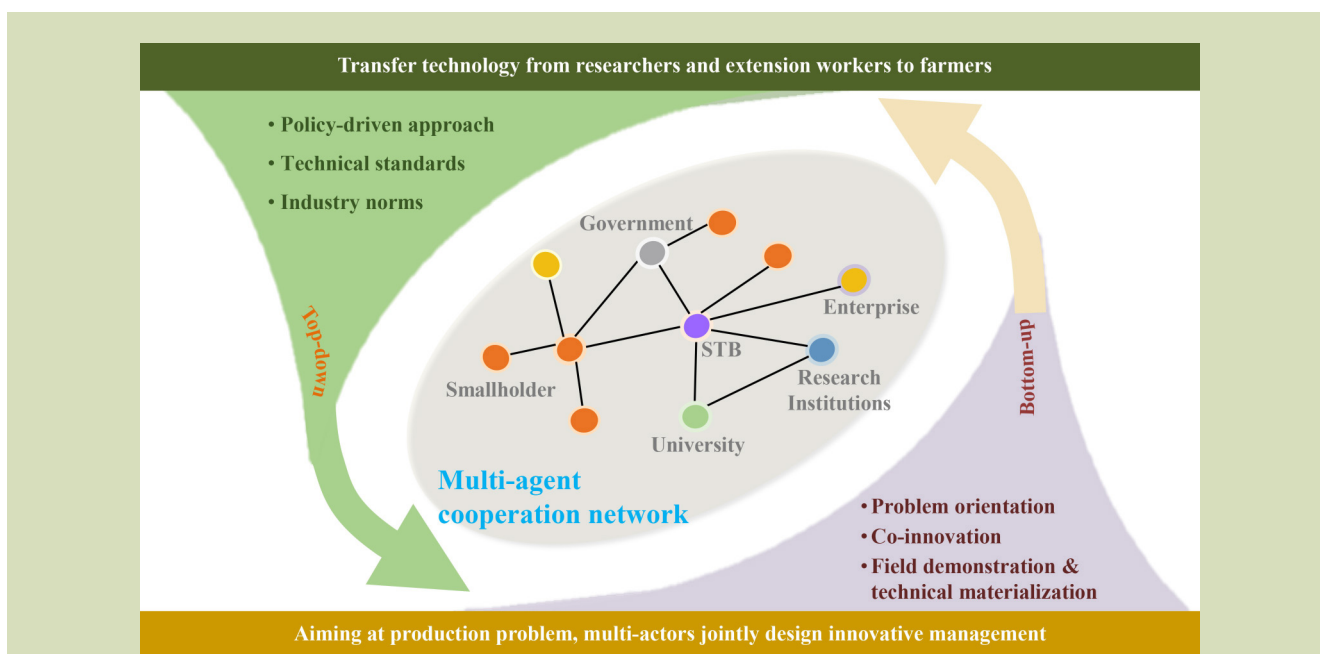 Transfer technology from researchers and extension workers to farmers
• Policy-driven approach
• Technical standards
• Industry norms
Government
Enterprise
STB
Smallholder
Research
Institutions
University
Top-down
Bottom-up
Multi-agent
cooperation network
• Problem orientation
• Co-innovation
• Field demonstration &
technical materialization
Aiming at production problem, multi-actors jointly design innovative management